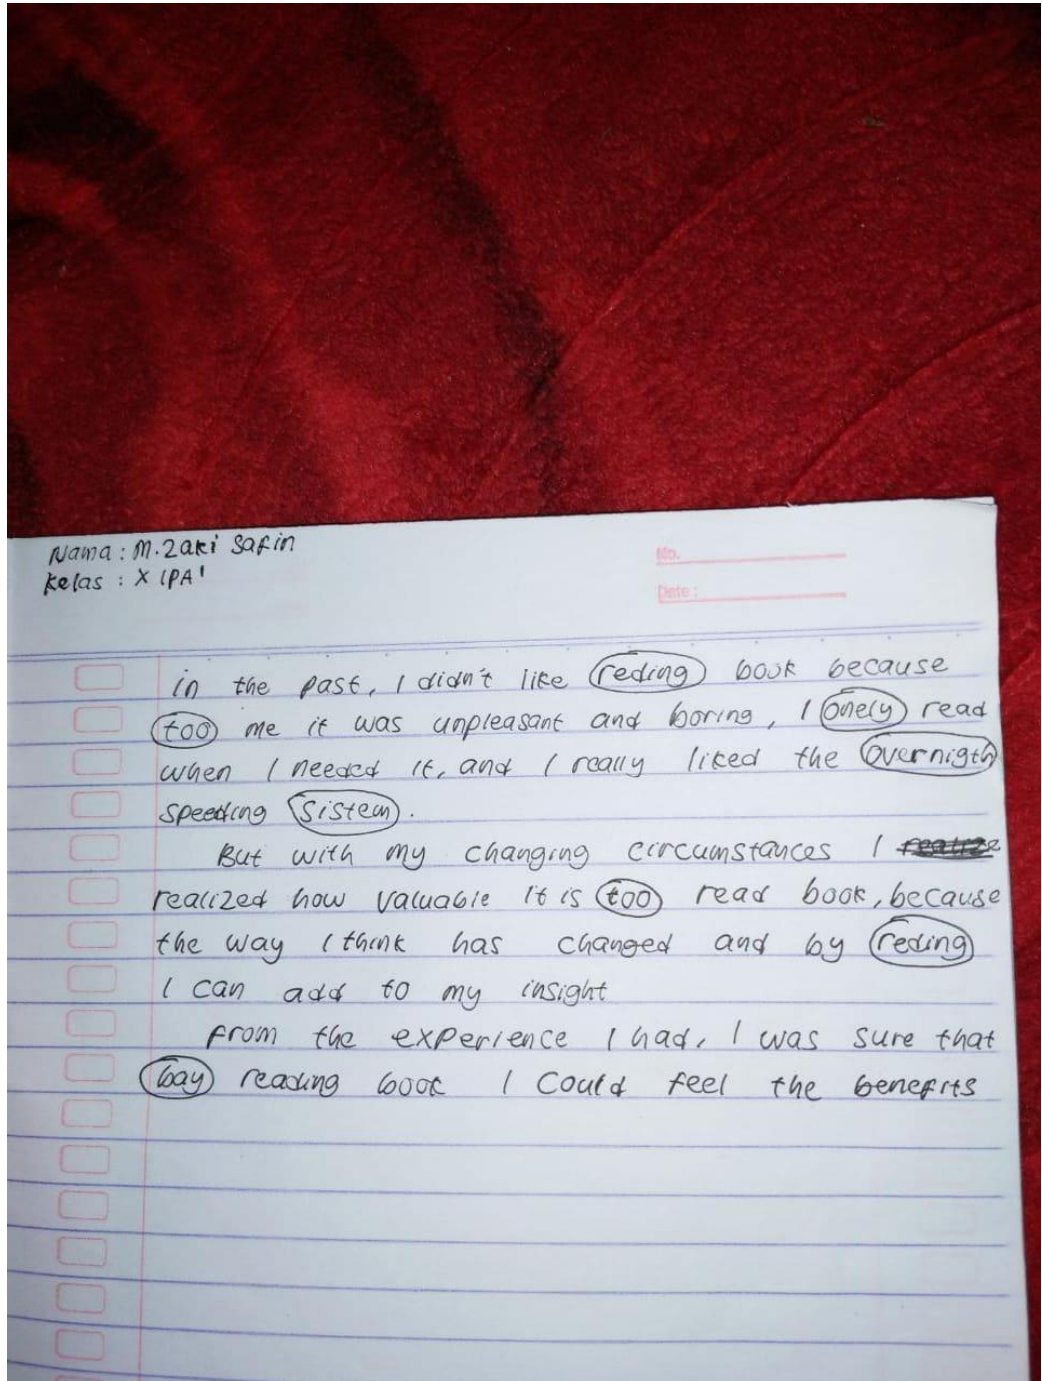 Nama : M. Zaki Safin
Kelas : X IPA 1
No.
Date :
in the past, I didn't like reding book because
too me it was unpleasant and boring, I onely read
when I needed it, and I really liked the overnigth
speeding sistem.
But with my changing circumstances I realize
realized how valuable it is too read book, because
the way I think has changed and by reding
I can add to my insight
From the experience I had, I was sure that
bay reading book I could feel the benefits